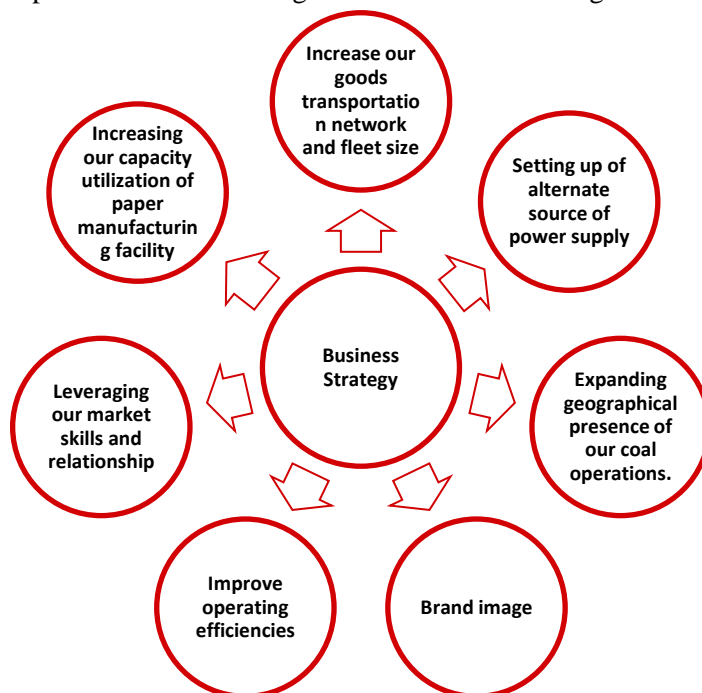 Increase our
goods
transportatio
n network
and fleet size
Increasing
our capacity
utilization of
paper
manufacturin
g facility
Setting up of
alternate
source of
power supply
Business
Strategy
Leveraging
our market
skills and
relationship
Expanding
geographical
presence of
our coal
operations.
Improve
operating
efficiencies
Brand image